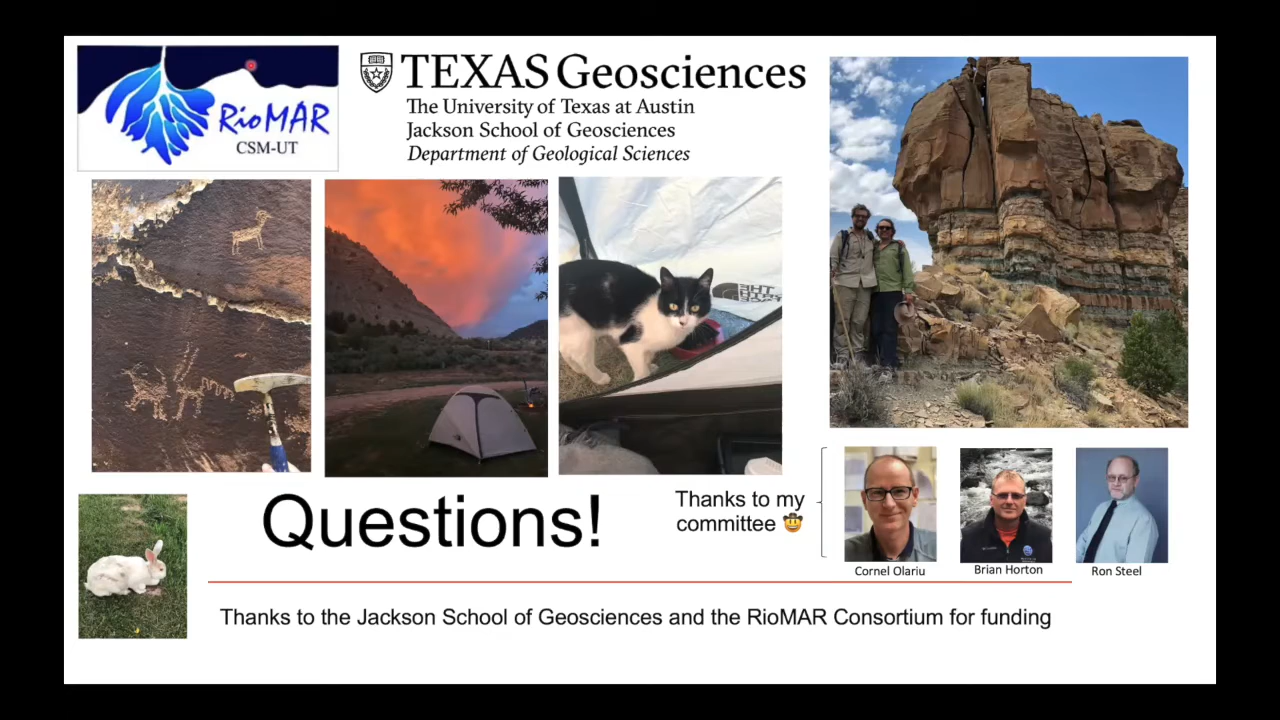 RioMAR
CSM-UT
TEXAS Geosciences
The University of Texas at Austin
Jackson School of Geosciences
Department of Geological Sciences
Questions!
Thanks to my
committee 🤠
Cornel Olariu
Brian Horton
Ron Steel
Thanks to the Jackson School of Geosciences and the RioMAR Consortium for funding